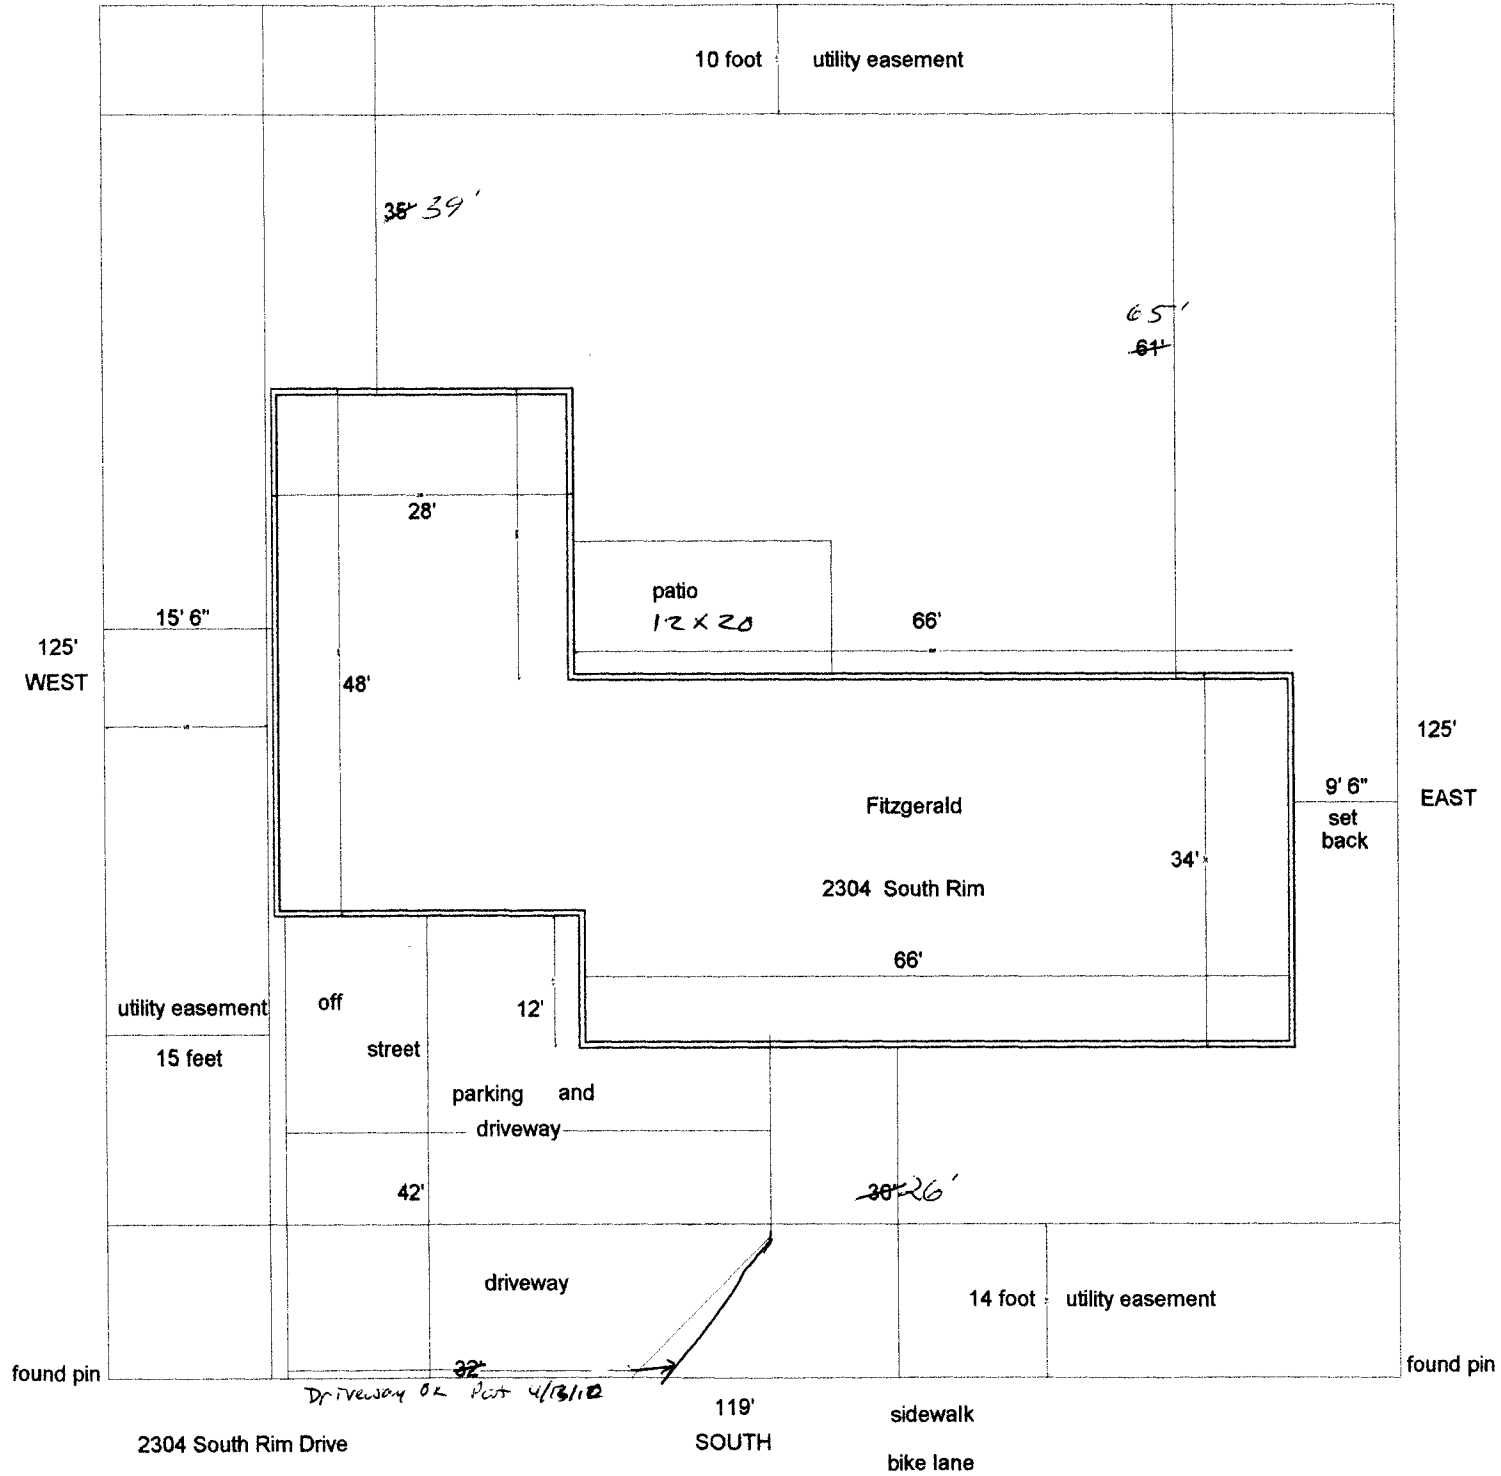 10 foot utility easement
35' 39'
65'
61'
28'
patio
12 x 20
66'
15' 6"
125'
WEST
48'
125'
EAST
9' 6"
set
back
Fitzgerald
34'
2304 South Rim
66'
utility easement
15 feet
off
street
12'
parking and
driveway
42'
30' 26'
driveway
14 foot utility easement
found pin
found pin
32'
Driveway OK
119'
SOUTH
sidewalk
bike lane
2304 South Rim Drive